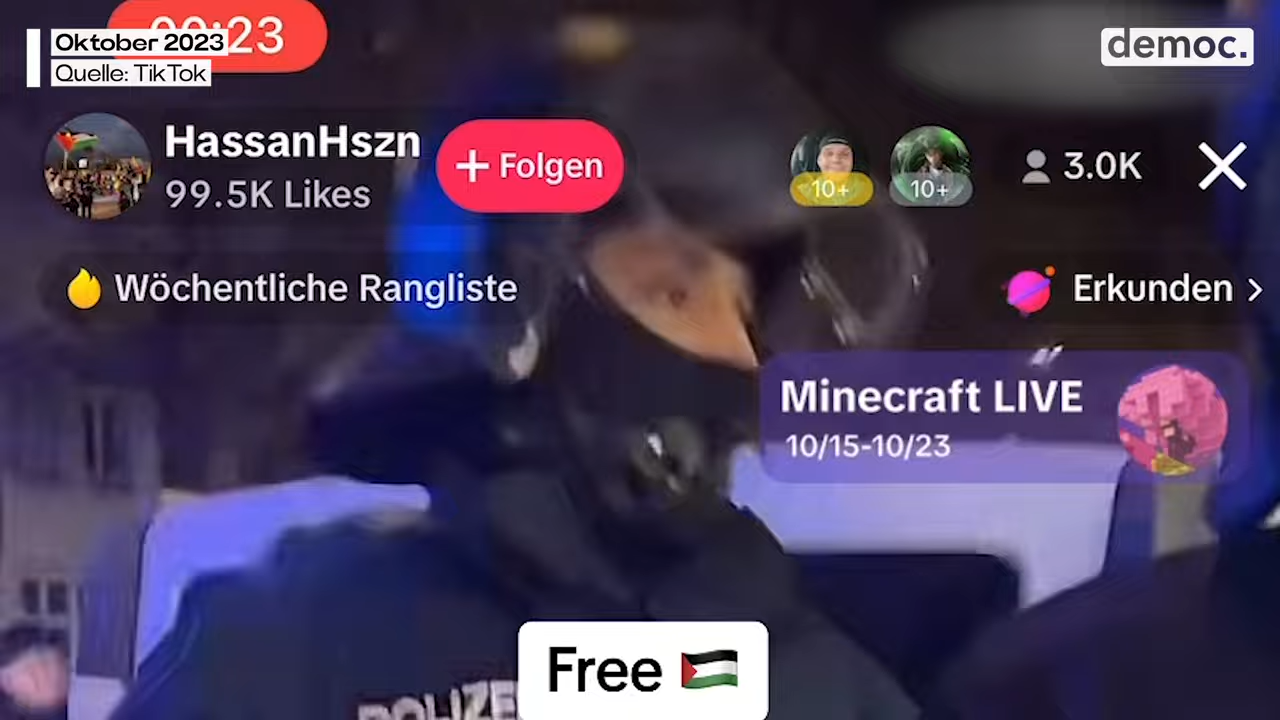 Oktober 2023
Quelle: TikTok
democ.
HassanHszn
99.5K Likes
+ Folgen
10+
10+
3.0K
Wöchentliche Rangliste
Erkunden >
Minecraft LIVE
10/15-10/23
Free 🇵🇸
POLIZE